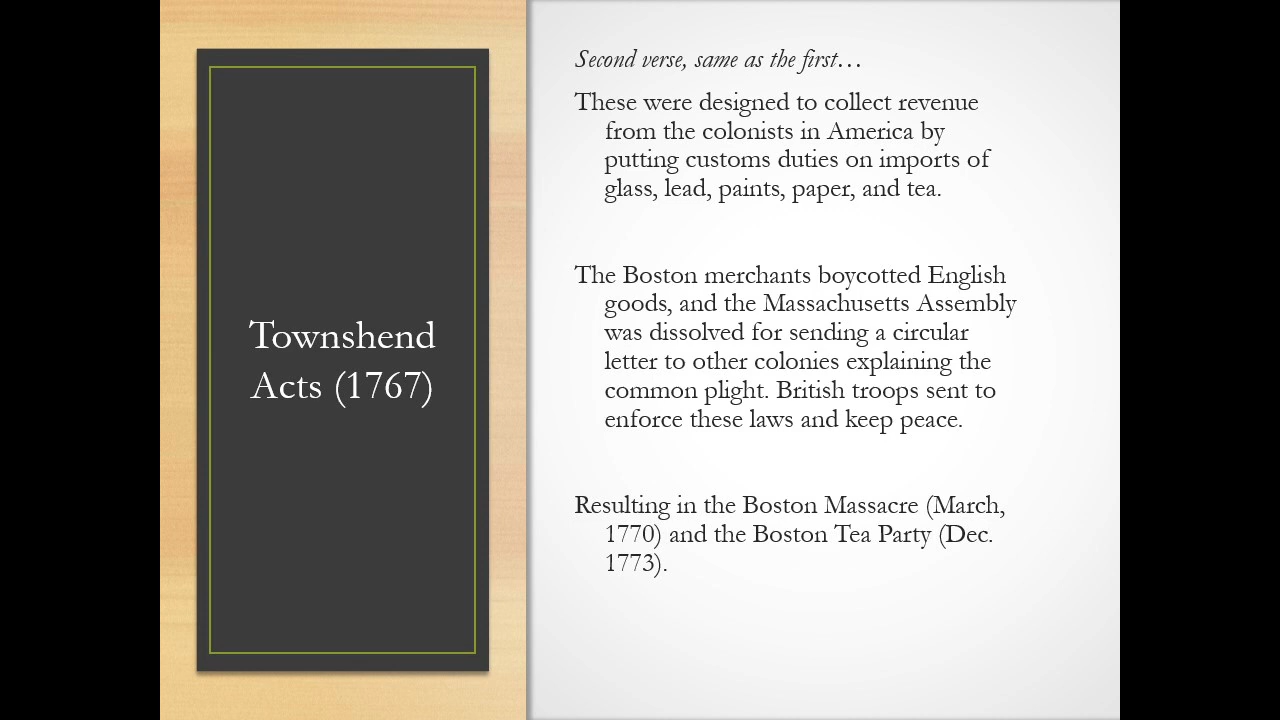 Townshend
Acts (1767)
Second verse, same as the first…
These were designed to collect revenue
from the colonists in America by
putting customs duties on imports of
glass, lead, paints, paper, and tea.
The Boston merchants boycotted English
goods, and the Massachusetts Assembly
was dissolved for sending a circular
letter to other colonies explaining the
common plight. British troops sent to
enforce these laws and keep peace.
Resulting in the Boston Massacre (March,
1770) and the Boston Tea Party (Dec.
1773).